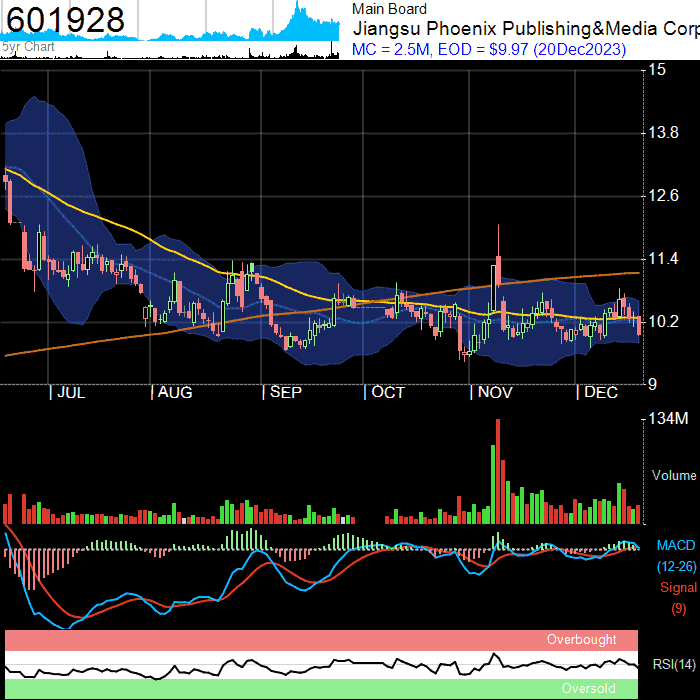 601928
5yr Chart
Main Board
Jiangsu Phoenix Publishing&Media Corp
MC = 2.5M, EOD = $9.97 (20Dec2023)
15
13.8
12.6
11.4
10.2
9
JUL AUG SEP OCT NOV DEC
134M
Volume
MACD
(12-26)
Signal
(9)
Overbought
RSI(14)
Oversold